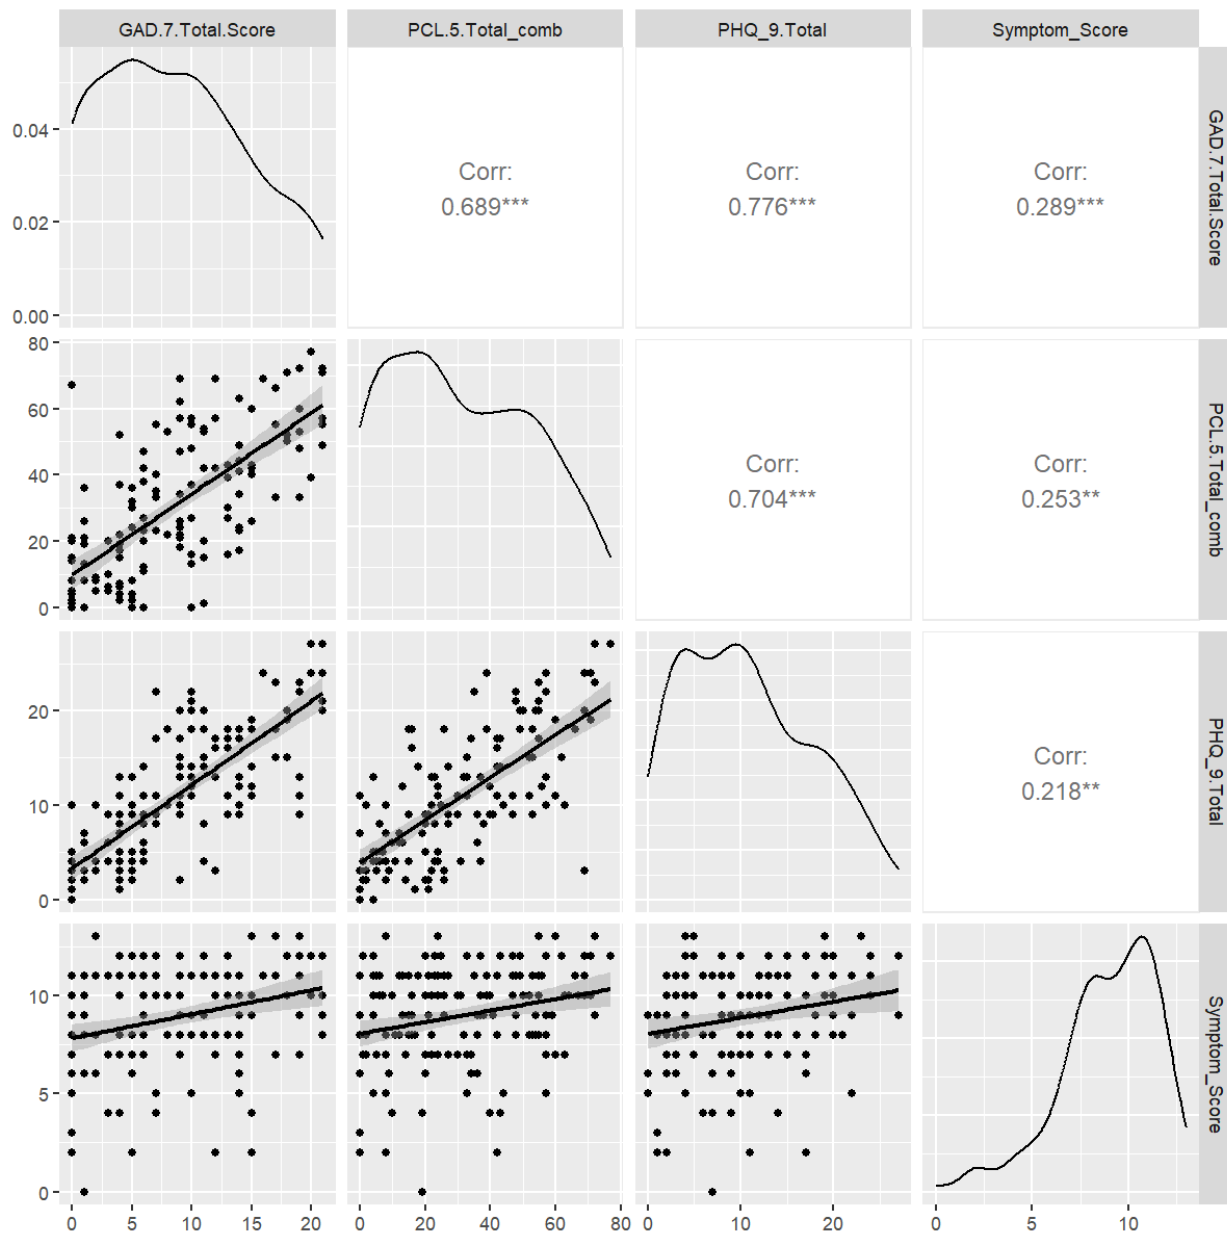 GAD.7.Total.Score PCL.5.Total_comb PHQ_9.Total Symptom_Score
0.04
0.02
0.00
Corr:
0.689***
Corr:
0.776***
Corr:
0.289***
GAD.7.Total.Score
80
60
40
20
0
Corr:
0.704***
Corr:
0.253**
PCL.5.Total_comb
20
10
0
Corr:
0.218**
PHQ_9.Total
10
5
0
Symptom_Score
0 5 10 15 20 0 20 40 60 80 0 10 20 0 5 10